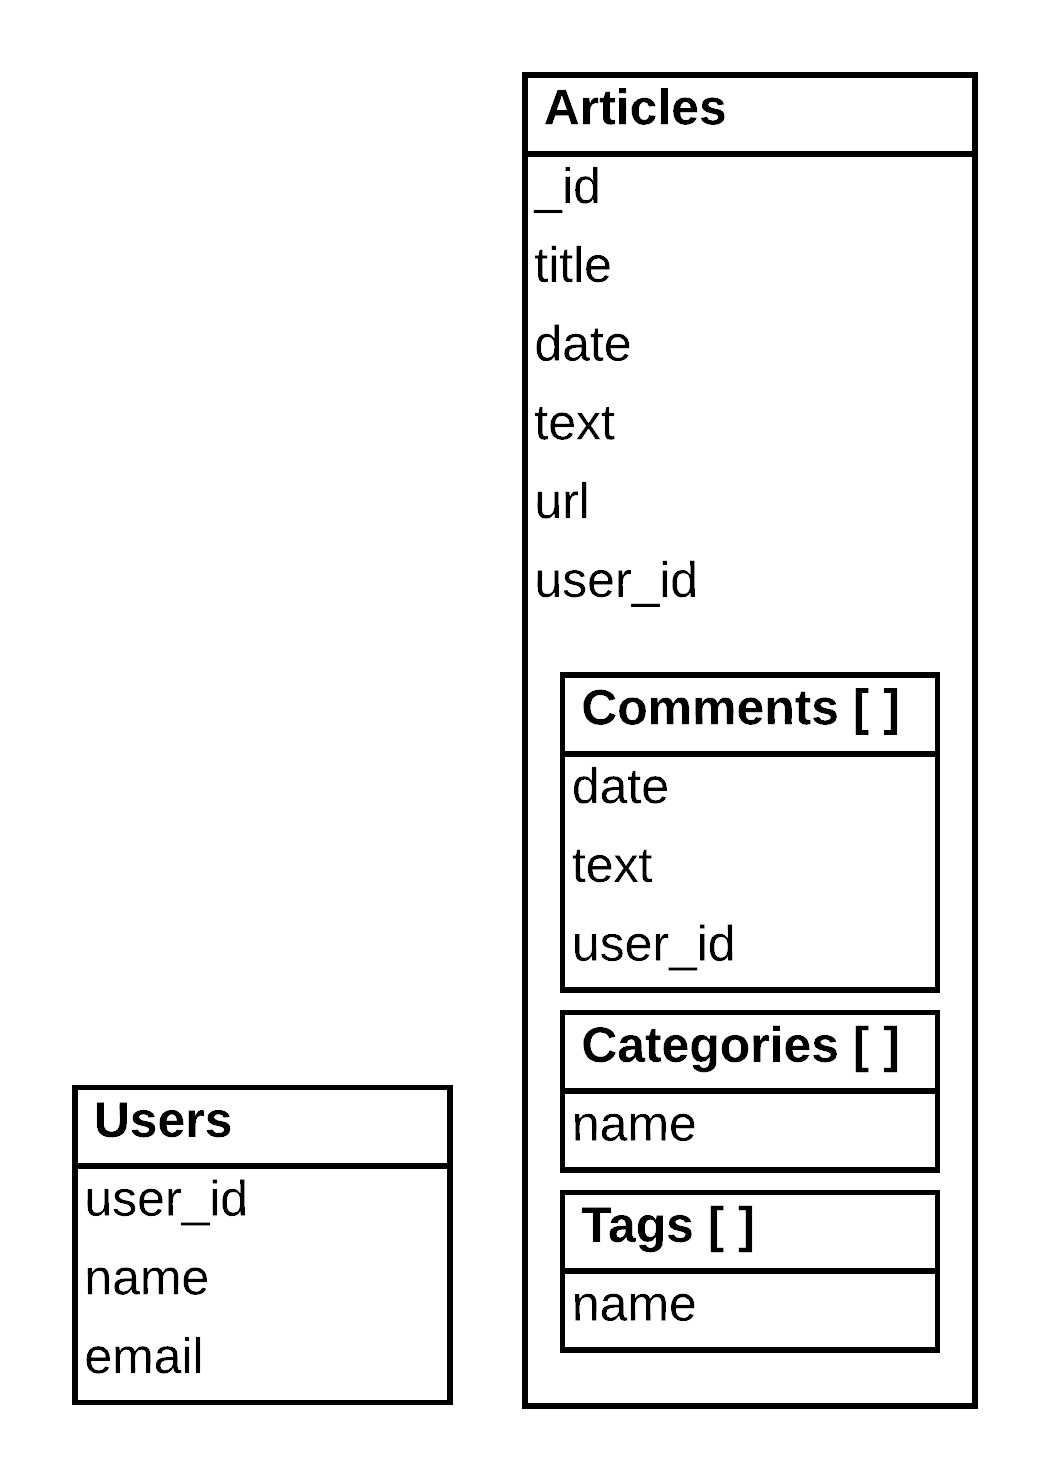 Articles
_id
title
date
text
url
user_id
Comments [ ]
date
text
user_id
Categories [ ]
name
Tags [ ]
name
Users
user_id
name
email